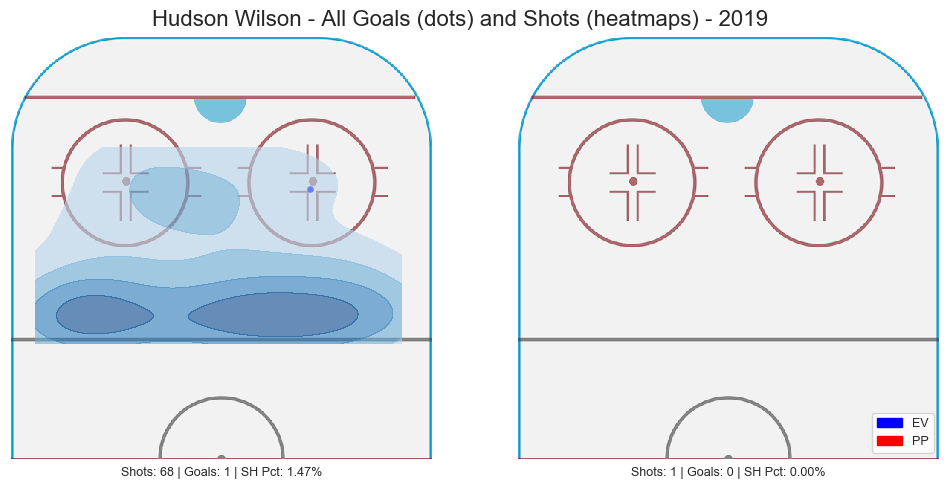 Hudson Wilson - All Goals (dots) and Shots (heatmaps) - 2019
EV
PP
Shots: 68 | Goals: 1 | SH Pct: 1.47%
Shots: 1 | Goals: 0 | SH Pct: 0.00%